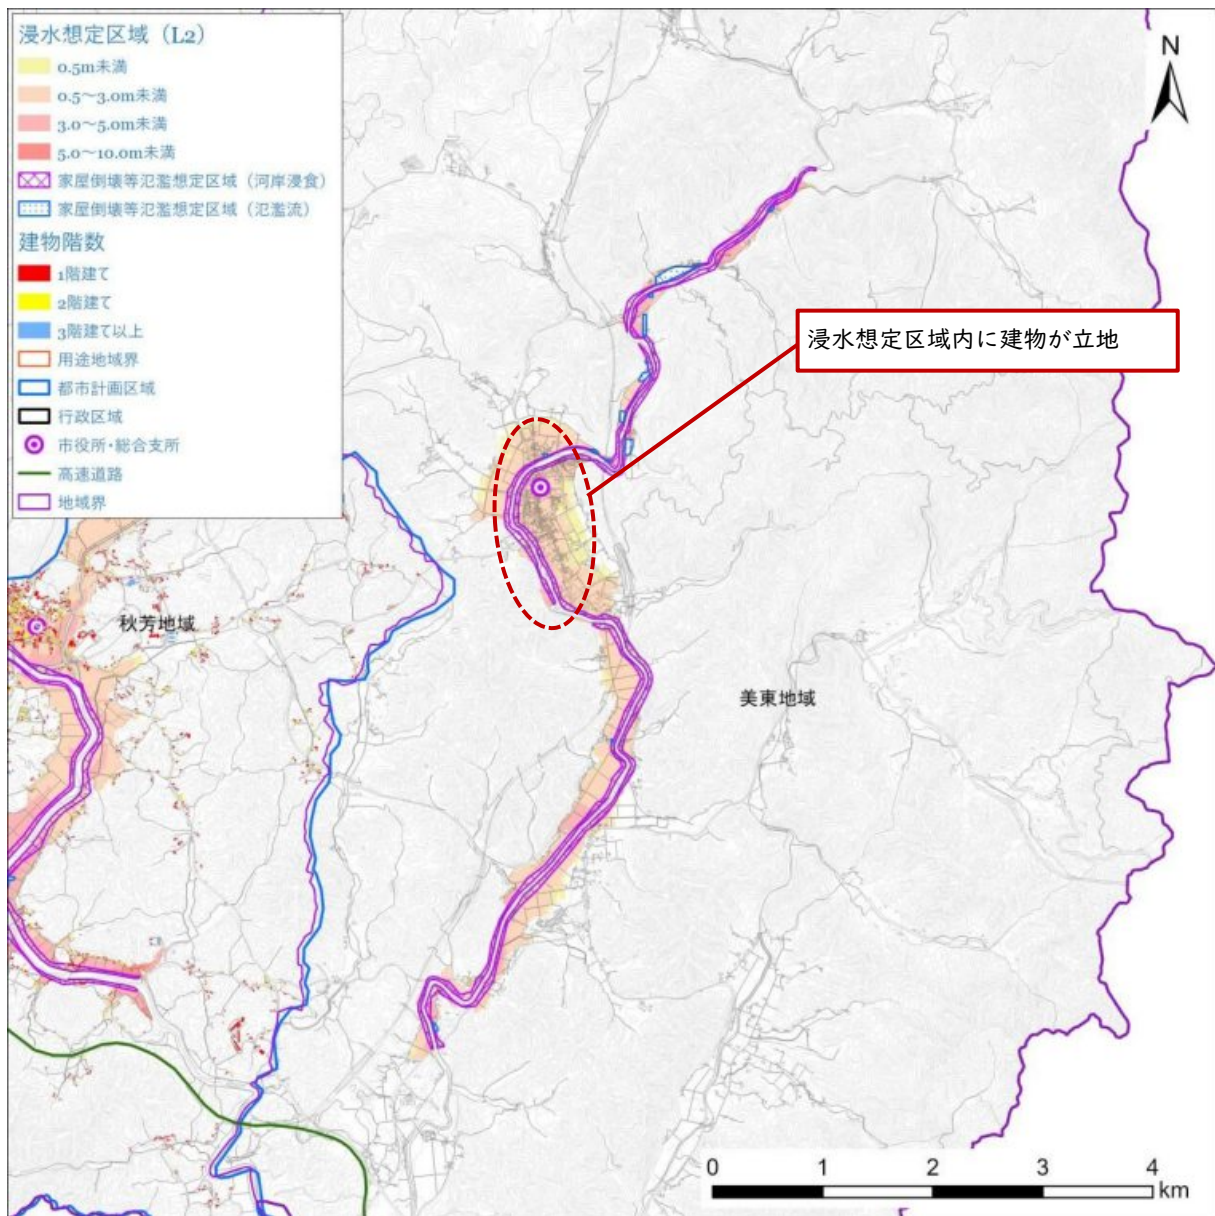 浸水想定区域（L2）
0.5m未満
0.5～3.0m未満
3.0～5.0m未満
5.0～10.0m未満
家屋倒壊等氾濫想定区域（河岸浸食）
家屋倒壊等氾濫想定区域（氾濫流）
建物階数
1階建て
2階建て
3階建て以上
用途地域界
都市計画区域
行政区域
市役所・総合支所
高速道路
地域界
N
浸水想定区域内に建物が立地
秋芳地域
美東地域
0 1 2 3 4
km